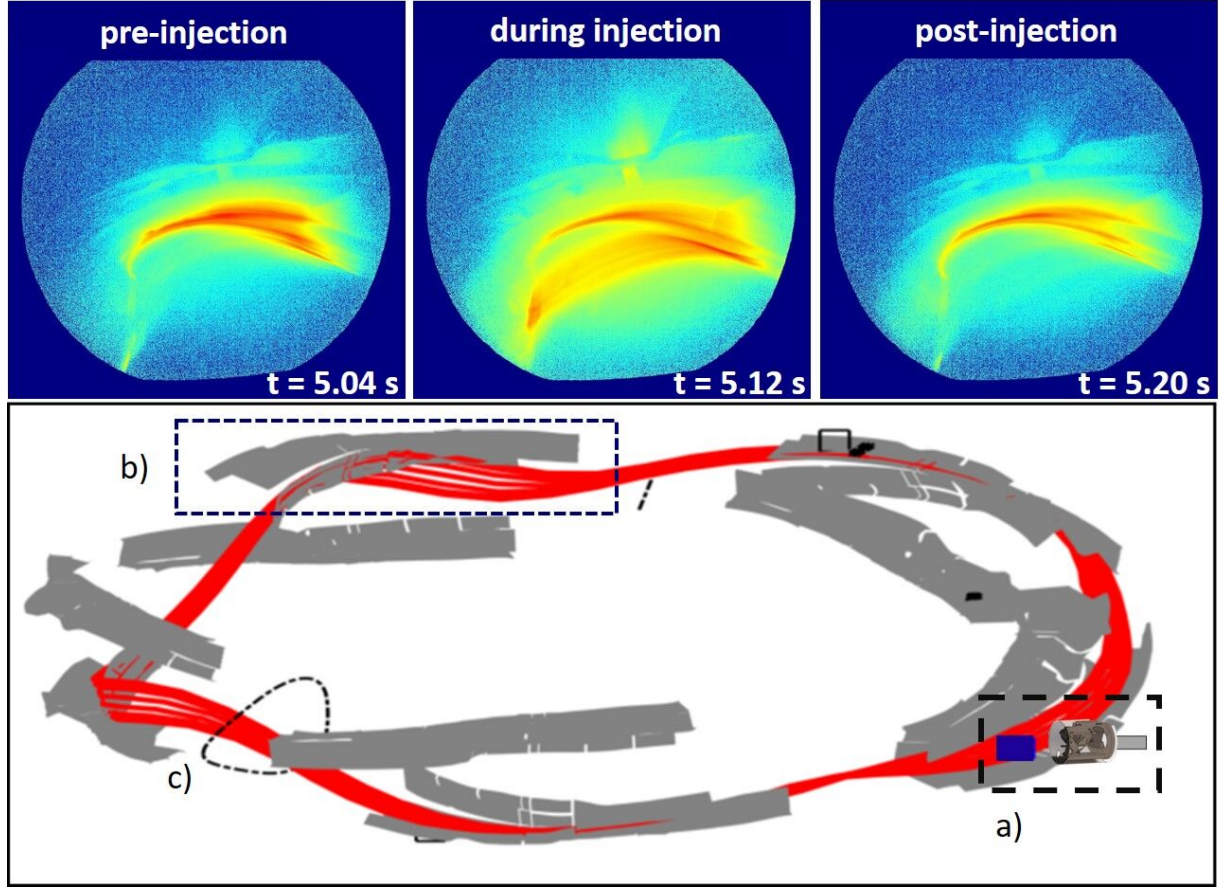 pre-injection
during injection
post-injection
t = 5.04 s
t = 5.12 s
t = 5.20 s
b)
c)
a)